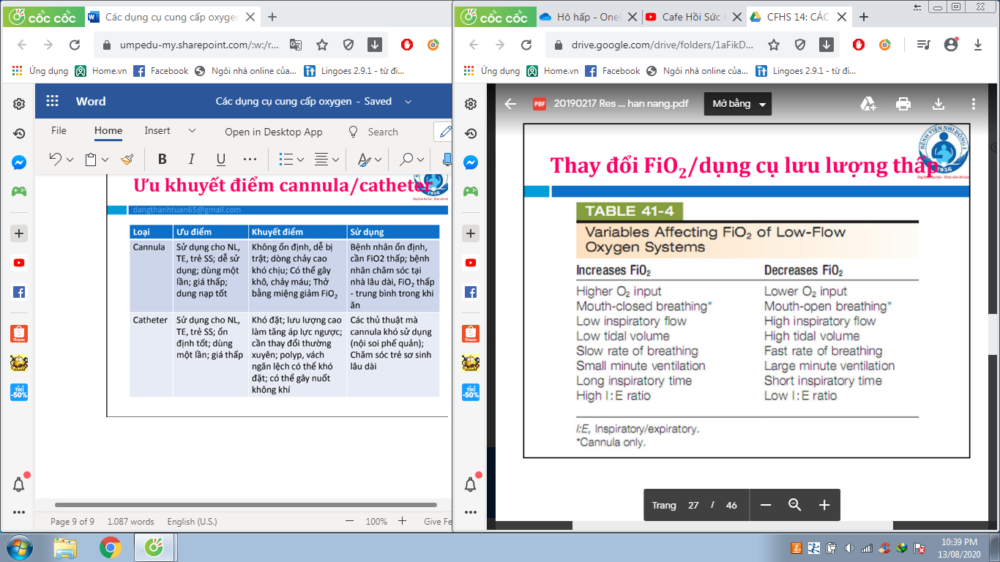 cốc cốc
Các dụng cụ cung cấp oxygen
umpedu-my.sharepoint.com/:w:/r...
Ứng dụng
Home.vn
Facebook
Ngôi nhà online của...
Lingoes 2.9.1 - từ đi...
Word
Các dụng cụ cung cấp oxygen - Saved
File
Home
Insert
Open in Desktop App
Search
B
I
U
Ưu khuyết điểm cannula/catheter
1956
dangthanhtuan65@gmail.com
Loại
Ưu điểm
Khuyết điểm
Sử dụng
Cannula
Sử dụng cho NL,
TE, trẻ SS; dễ sử
dụng; dùng một
lần; giá thấp;
dung nạp tốt
Không ổn định, dễ bị
trật; dòng chảy cao
khó chịu; Có thể gây
khô, chảy máu; Thở
bằng miệng giảm FiO₂
Bệnh nhân ổn định,
cần FiO2 thấp; bệnh
nhân chăm sóc tại
nhà lâu dài, FiO₂ thấp
- trung bình trong khi
ăn
Catheter
Sử dụng cho NL,
TE, trẻ SS; ổn
định tốt; dùng
một lần; giá thấp
Khó đặt; lưu lượng cao
làm tăng áp lực ngược;
cần thay đổi thường
xuyên; polyp, vách
ngăn lệch có thể khó
đặt; có thể gây nuốt
không khí
Các thủ thuật mà
cannula khó sử dụng
(nội soi phế quản);
Chăm sóc trẻ sơ sinh
lâu dài
Shopee
TIKI
-50%
Page 9 of 9
1.087 words
English (U.S.)
100%
Give Fe
cốc cốc
Hô hấp - OneI
Cafe Hồi Sức
CFHS 14: CÁC
drive.google.com/drive/folders/1aFikD...
Ứng dụng
Home.vn
Facebook
Ngôi nhà online của...
Lingoes 2.9.1 - từ đi...
PDF
20190217 Res ... han nang.pdf
Mở bằng
BỆNH VIỆN NHI ĐỒNG 1
1956
Thay đổi FiO₂/dụng cụ lưu lượng thấp
TABLE 41-4
Variables Affecting FiO₂ of Low-Flow
Oxygen Systems
Increases FiO₂
Decreases FiO₂
Higher O₂ input
Lower O₂ input
Mouth-closed breathing*
Mouth-open breathing*
Low inspiratory flow
High inspiratory flow
Low tidal volume
High tidal volume
Slow rate of breathing
Fast rate of breathing
Small minute ventilation
Large minute ventilation
Long inspiratory time
Short inspiratory time
High I:E ratio
Low I:E ratio
I:E, Inspiratory/expiratory.
*Cannula only.
Shopee
TIKI
-50%
Trang 27 / 46
10:39 PM
13/08/2020